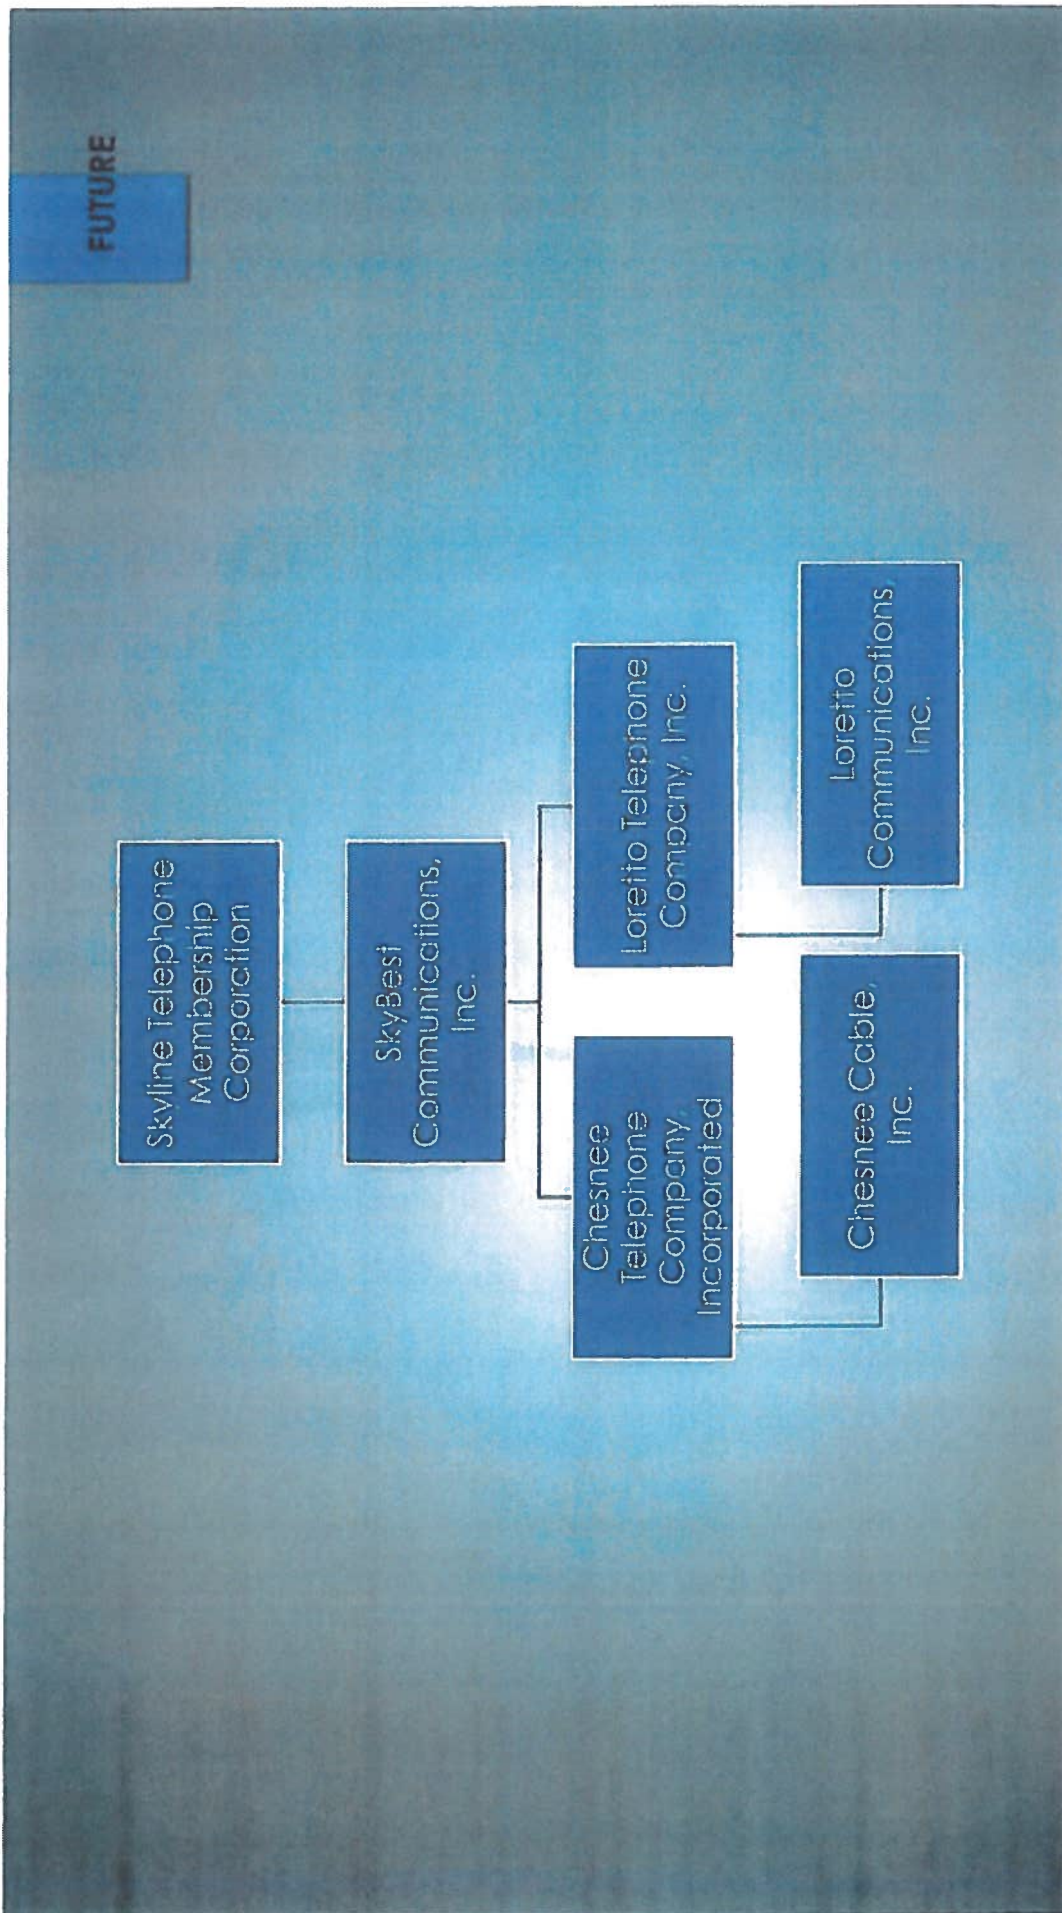 FUTURE
Skyline Telephone
Membership
Corporation
SkyBest
Communications,
Inc.
Chesnee
Telephone
Company,
Incorporated
Loretto Telephone
Company, Inc.
Chesnee Cable,
Inc.
Loretto
Communications,
Inc.